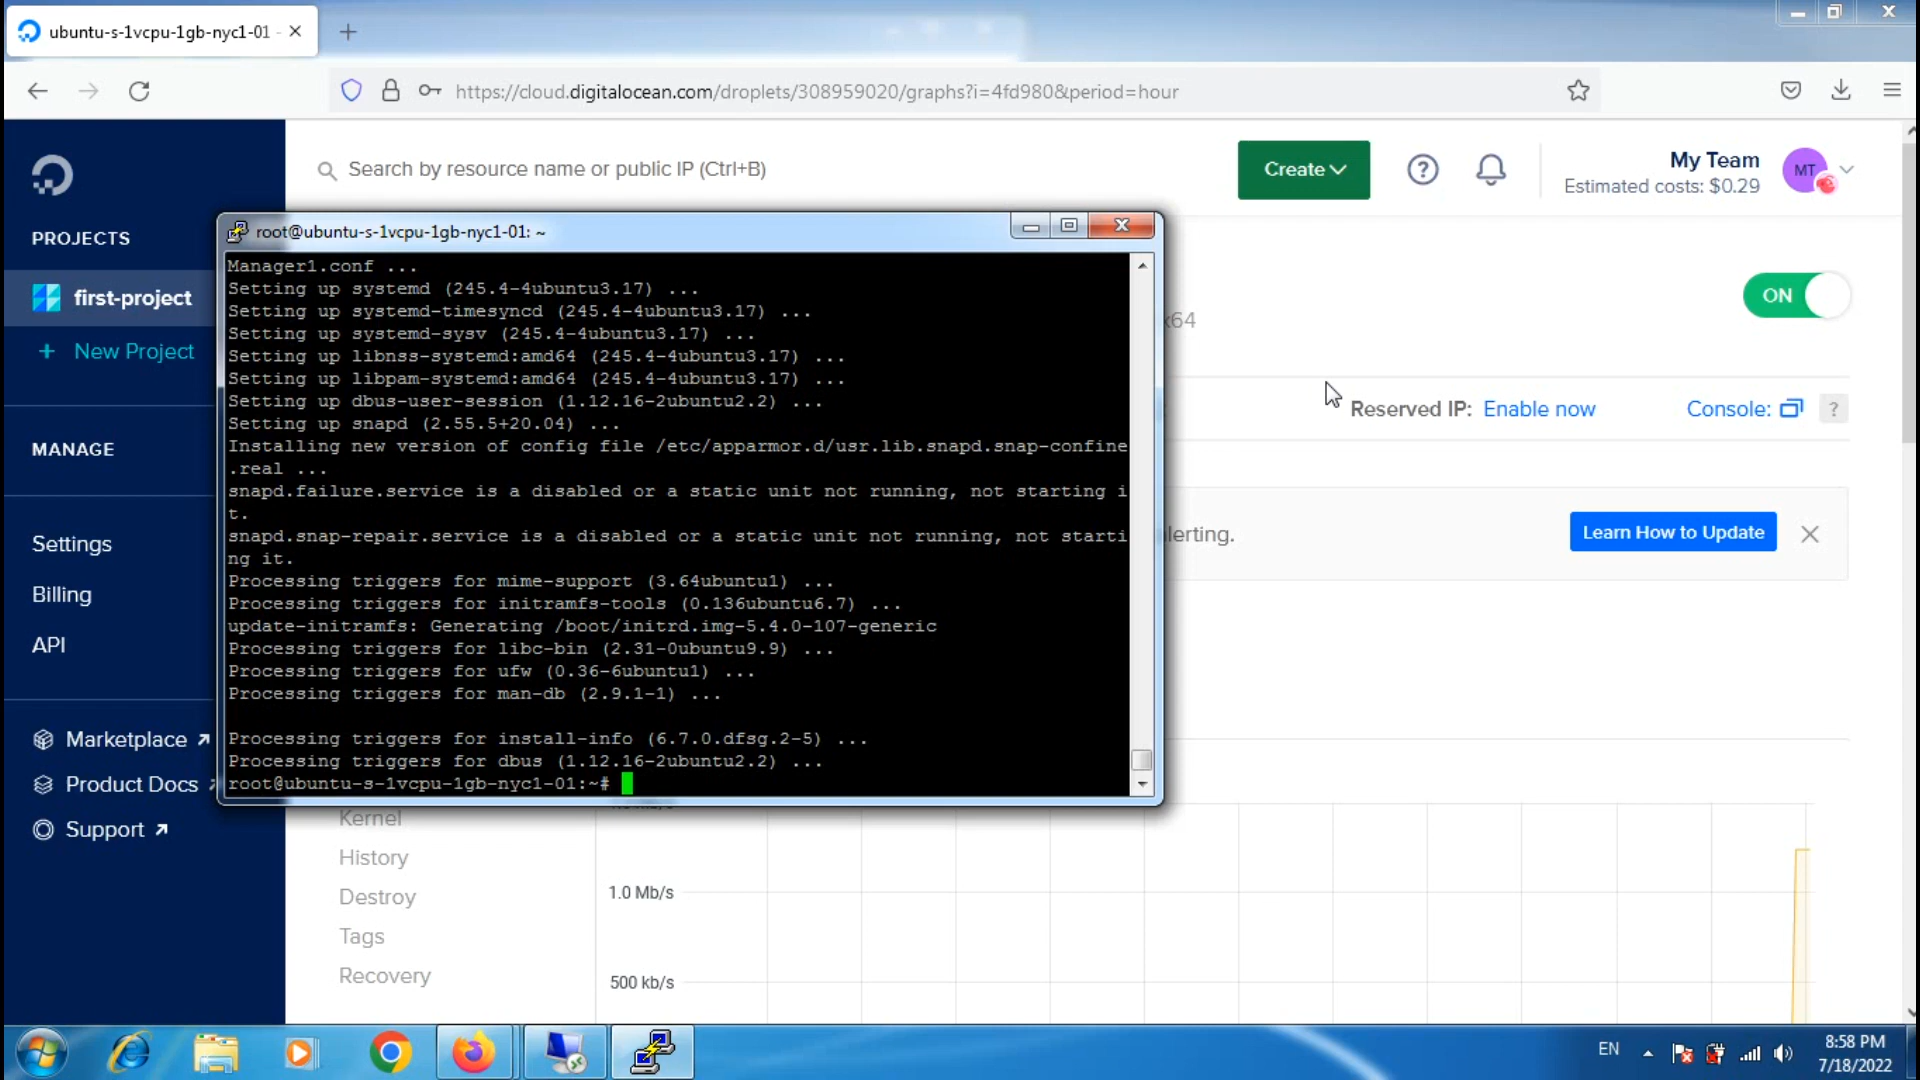 ubuntu-s-1vcpu-1gb-nyc1-01 -
https://cloud.digitalocean.com/droplets/308959020/graphs?i=4fd980&period=hour
Search by resource name or public IP (Ctrl+B)
Create
My Team
Estimated costs: $0.29
MT
PROJECTS
first-project
+ New Project
MANAGE
Settings
Billing
API
Marketplace
Product Docs
Support
root@ubuntu-s-1vcpu-1gb-nyc1-01: ~
Manager1.conf ...
Setting up systemd (245.4-4ubuntu3.17) ...
Setting up systemd-timesyncd (245.4-4ubuntu3.17) ...
Setting up systemd-sysv (245.4-4ubuntu3.17) ...
Setting up libnss-systemd:amd64 (245.4-4ubuntu3.17) ...
Setting up libpam-systemd:amd64 (245.4-4ubuntu3.17) ...
Setting up dbus-user-session (1.12.16-2ubuntu2.2) ...
Setting up snapd (2.55.5+20.04) ...
Installing new version of config file /etc/apparmor.d/usr.lib.snapd.snap-confine
.real ...
snapd.failure.service is a disabled or a static unit not running, not starting i
t.
snapd.snap-repair.service is a disabled or a static unit not running, not starti
ng it.
Processing triggers for mime-support (3.64ubuntu1) ...
Processing triggers for initramfs-tools (0.136ubuntu6.7) ...
update-initramfs: Generating /boot/initrd.img-5.4.0-107-generic
Processing triggers for libc-bin (2.31-0ubuntu9.9) ...
Processing triggers for ufw (0.36-6ubuntu1) ...
Processing triggers for man-db (2.9.1-1) ...
Processing triggers for install-info (6.7.0.dfsg.2-5) ...
Processing triggers for dbus (1.12.16-2ubuntu2.2) ...
root@ubuntu-s-1vcpu-1gb-nyc1-01:~#
x64
ON
Reserved IP: Enable now
Console:
?
lerting.
Learn How to Update
Kernel
History
Destroy
Tags
Recovery
1.0 Mb/s
500 kb/s
EN
8:58 PM
7/18/2022